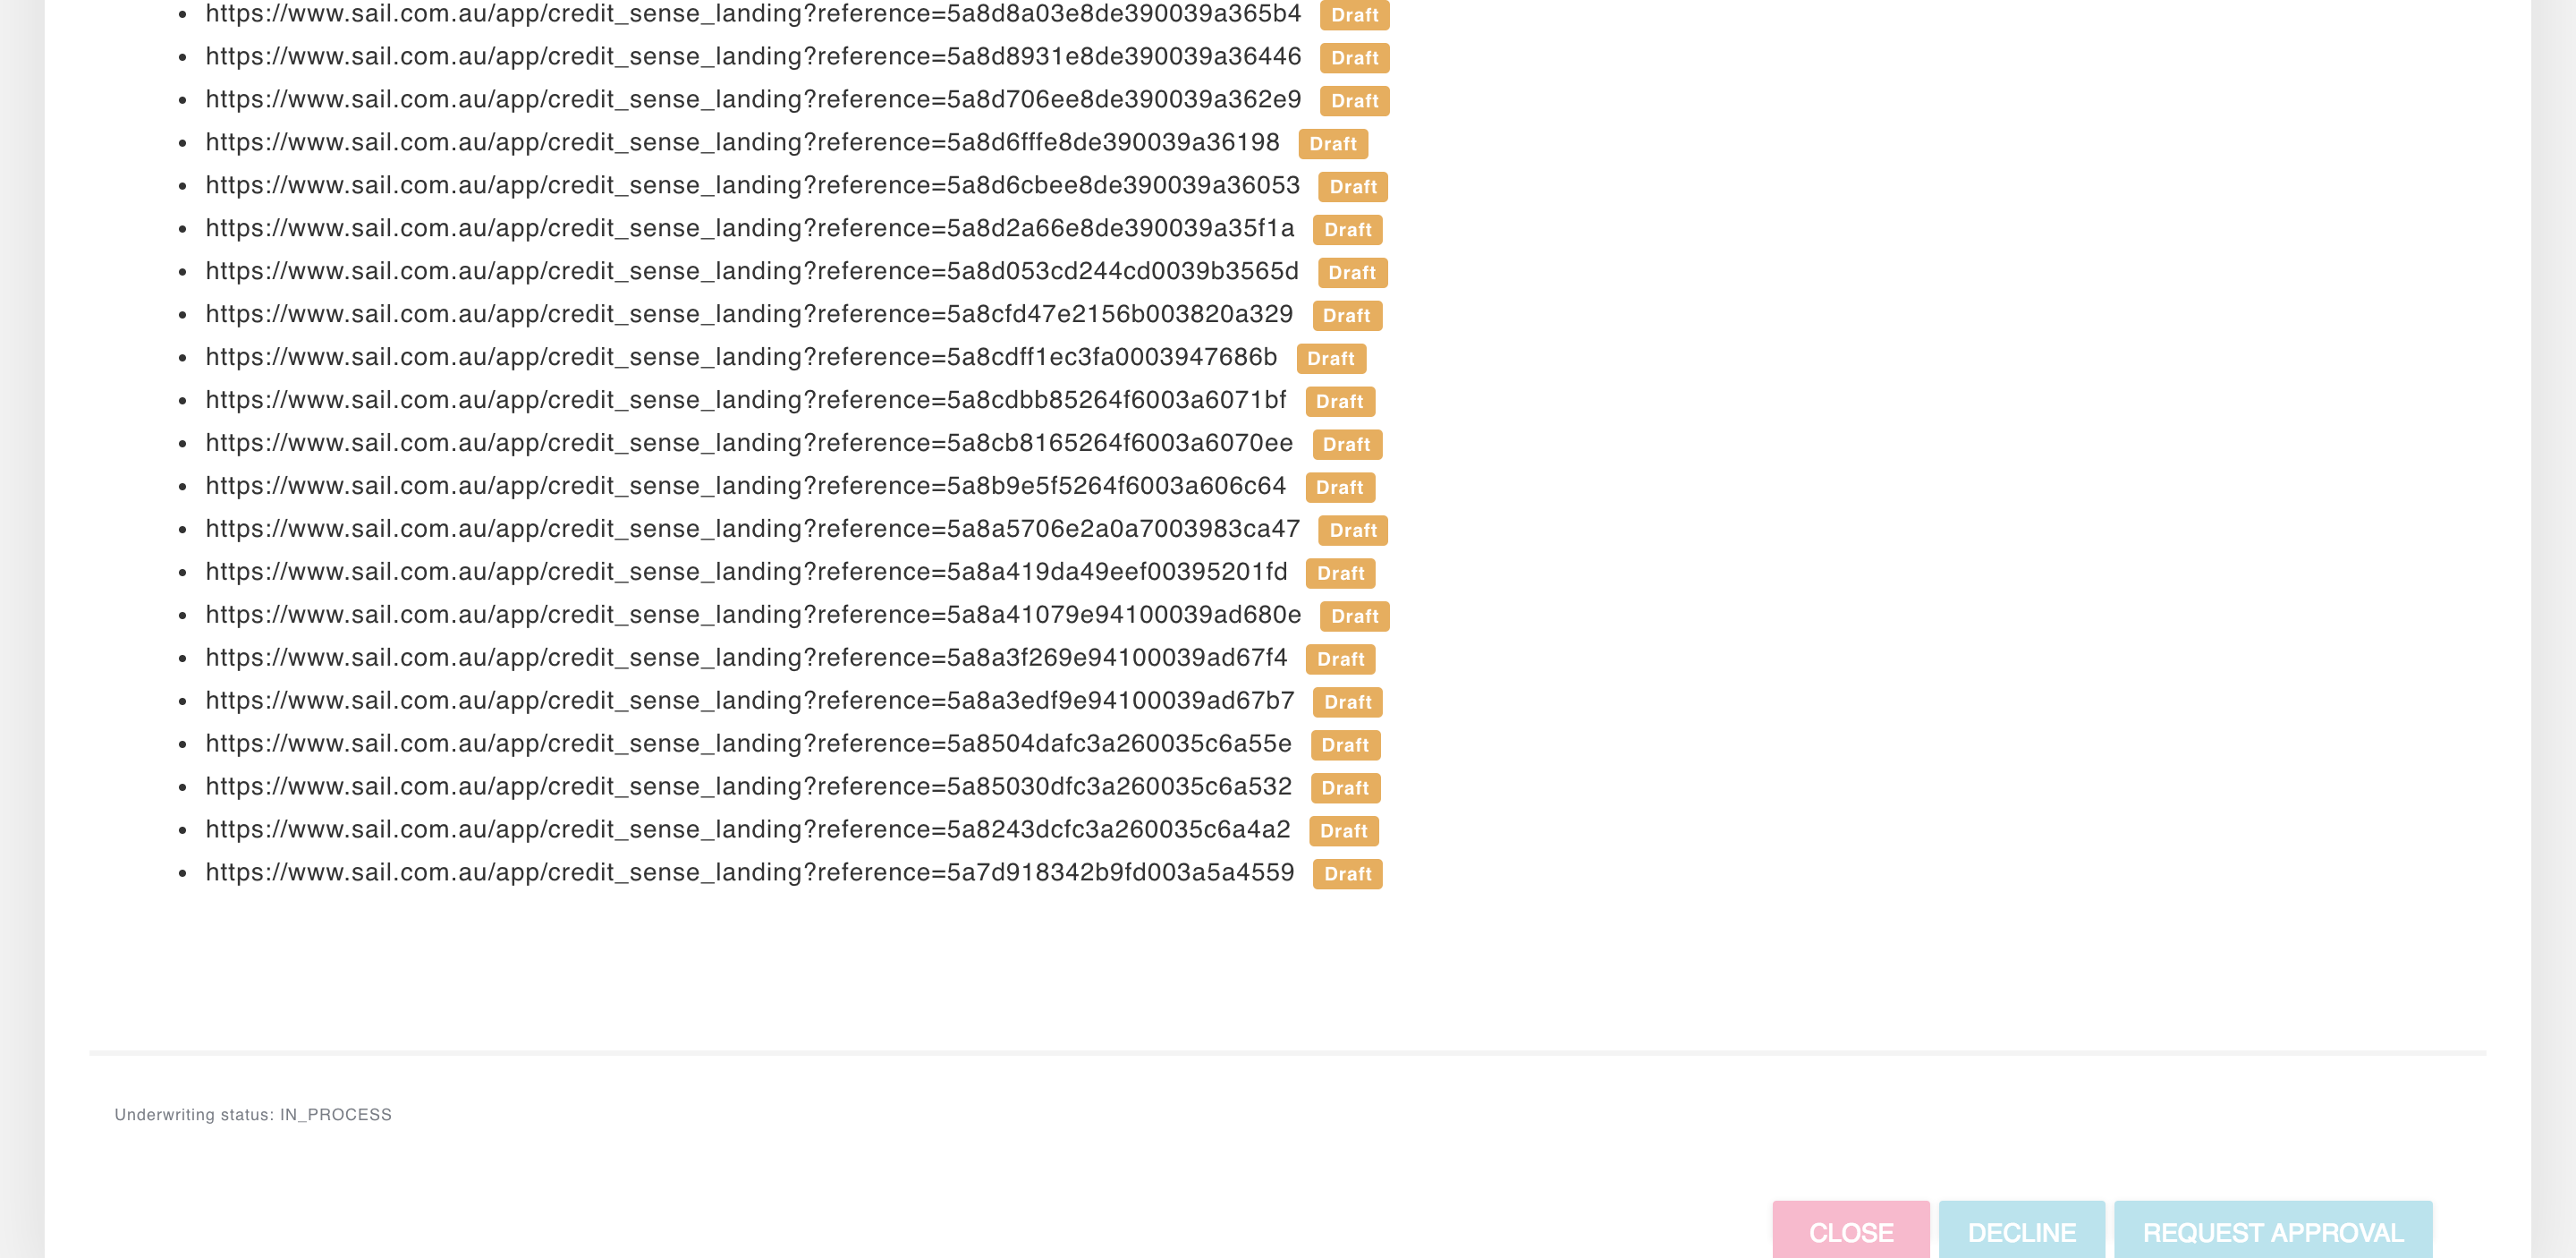 https://www.sail.com.au/app/credit_sense_landing?reference=5a8d8a03e8de390039a365b4 Draft
https://www.sail.com.au/app/credit_sense_landing?reference=5a8d8931e8de390039a36446 Draft
https://www.sail.com.au/app/credit_sense_landing?reference=5a8d706ee8de390039a362e9 Draft
https://www.sail.com.au/app/credit_sense_landing?reference=5a8d6fffe8de390039a36198 Draft
https://www.sail.com.au/app/credit_sense_landing?reference=5a8d6cbee8de390039a36053 Draft
https://www.sail.com.au/app/credit_sense_landing?reference=5a8d2a66e8de390039a35f1a Draft
https://www.sail.com.au/app/credit_sense_landing?reference=5a8d053cd244cd0039b3565d Draft
https://www.sail.com.au/app/credit_sense_landing?reference=5a8cfd47e2156b003820a329 Draft
https://www.sail.com.au/app/credit_sense_landing?reference=5a8cdff1ec3fa0003947686b Draft
https://www.sail.com.au/app/credit_sense_landing?reference=5a8cdbb85264f6003a6071bf Draft
https://www.sail.com.au/app/credit_sense_landing?reference=5a8cb8165264f6003a6070ee Draft
https://www.sail.com.au/app/credit_sense_landing?reference=5a8b9e5f5264f6003a606c64 Draft
https://www.sail.com.au/app/credit_sense_landing?reference=5a8a5706e2a0a7003983ca47 Draft
https://www.sail.com.au/app/credit_sense_landing?reference=5a8a419da49eef00395201fd Draft
https://www.sail.com.au/app/credit_sense_landing?reference=5a8a41079e94100039ad680e Draft
https://www.sail.com.au/app/credit_sense_landing?reference=5a8a3f269e94100039ad67f4 Draft
https://www.sail.com.au/app/credit_sense_landing?reference=5a8a3edf9e94100039ad67b7 Draft
https://www.sail.com.au/app/credit_sense_landing?reference=5a8504dafc3a260035c6a55e Draft
https://www.sail.com.au/app/credit_sense_landing?reference=5a85030dfc3a260035c6a532 Draft
https://www.sail.com.au/app/credit_sense_landing?reference=5a8243dcfc3a260035c6a4a2 Draft
https://www.sail.com.au/app/credit_sense_landing?reference=5a7d918342b9fd003a5a4559 Draft
Underwriting status: IN_PROCESS
CLOSE DECLINE REQUEST APPROVAL